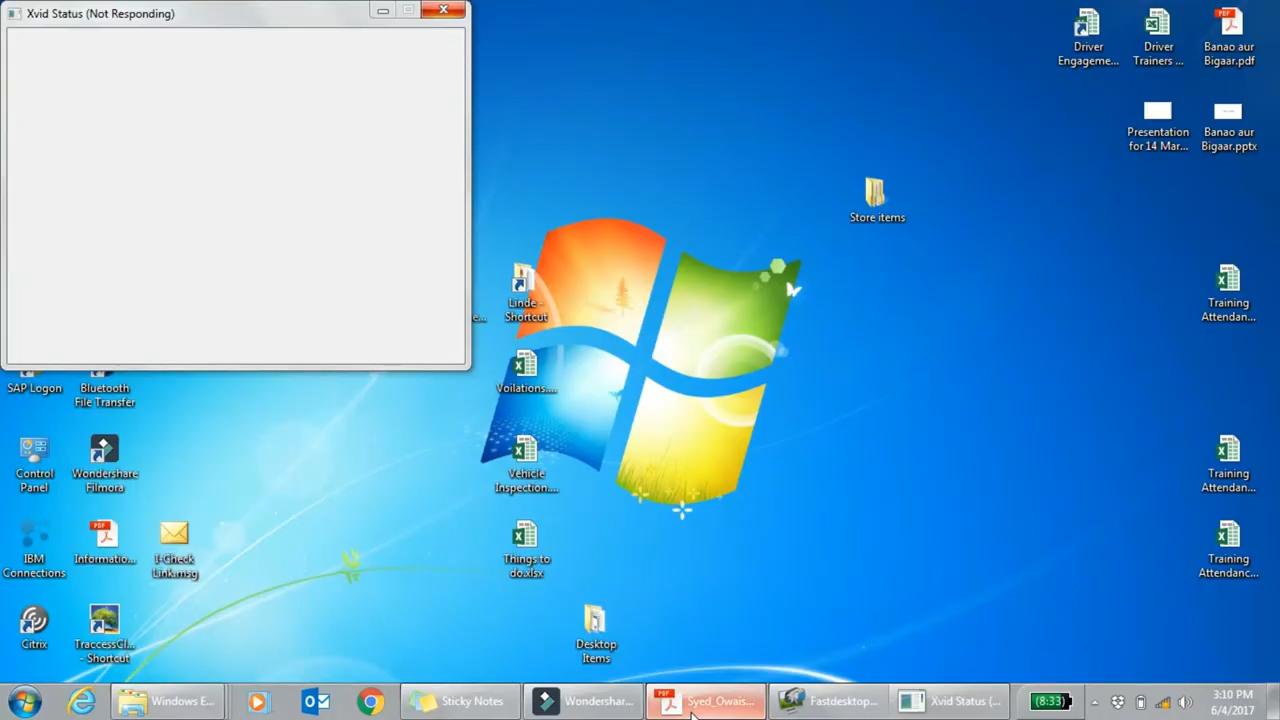 Xvid Status (Not Responding)
Driver
Engageme...
Driver
Trainers ...
Banao aur
Bigaar.pdf
Presentation
for 14 Mar...
Banao aur
Bigaar.pptx
Store items
Linde -
Shortcut
e...
Training
Attendan...
SAP Logon
Bluetooth
File Transfer
Voilations....
Control
Panel
Wondershare
Filmora
Vehicle
Inspection....
Training
Attendan...
IBM
Connections
Informatio...
I-Check
Link.msg
Things to
do.xlsx
Training
Attendanc...
Citrix
TraccessCl...
- Shortcut
Desktop
Items
Windows E...
Sticky Notes
Wondershar...
PDF
Syed_Owais...
Fastdesktop...
Xvid Status (...
(8:33)
3:10 PM
6/4/2017